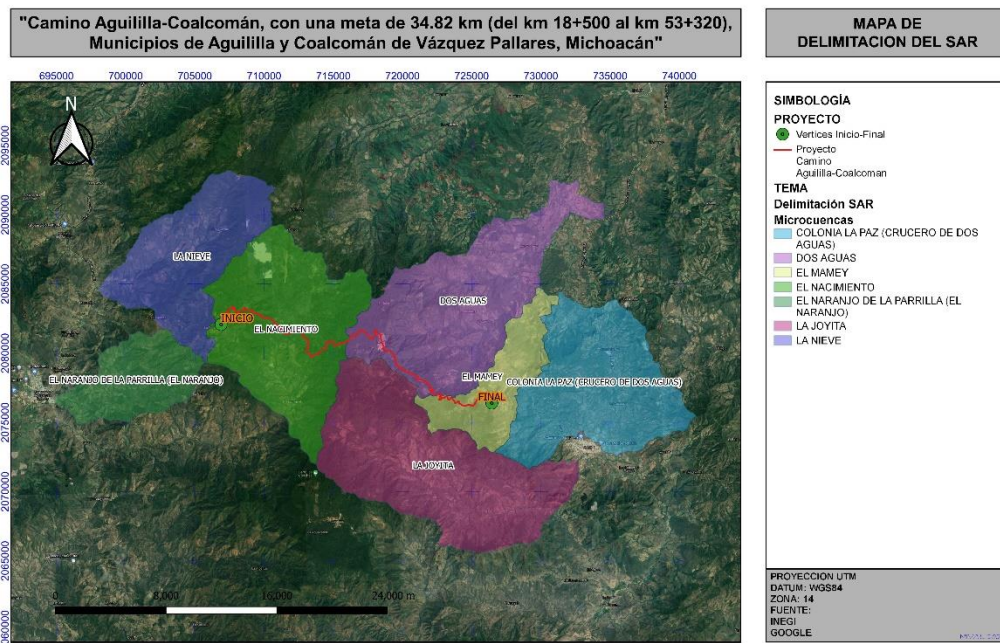 "Camino Aguililla-Coalcomán, con una meta de 34.82 km (del km 18+500 al km 53+320),
Municipios de Aguililla y Coalcomán de Vázquez Pallares, Michoacán"
MAPA DE
DELIMITACION DEL SAR
695000 700000 705000 710000 715000 720000 725000 730000 735000 740000
N
2095000
2090000
2085000
2080000
2075000
2070000
2065000
2060000
LA NIEVE
DOS AGUAS
INICIO
EL NACIMIENTO
EL NARANJO DE LA PARRILLA (EL NARANJO)
EL MAMEY
COLONIA LA PAZ (CRUCERO DE DOS AGUAS)
FINAL
LA JOYITA
0 8,000 16,000 24,000 m
SIMBOLOGÍA
PROYECTO
Vertices Inicio-Final
Proyecto
Camino
Aguililla-Coalcoman
TEMA
Delimitación SAR
Microcuencas
COLONIA LA PAZ (CRUCERO DE DOS
AGUAS)
DOS AGUAS
EL MAMEY
EL NACIMIENTO
EL NARANJO DE LA PARRILLA (EL
NARANJO)
LA JOYITA
LA NIEVE
PROYECCION UTM
DATUM: WGS84
ZONA: 14
FUENTE:
INEGI
GOOGLE